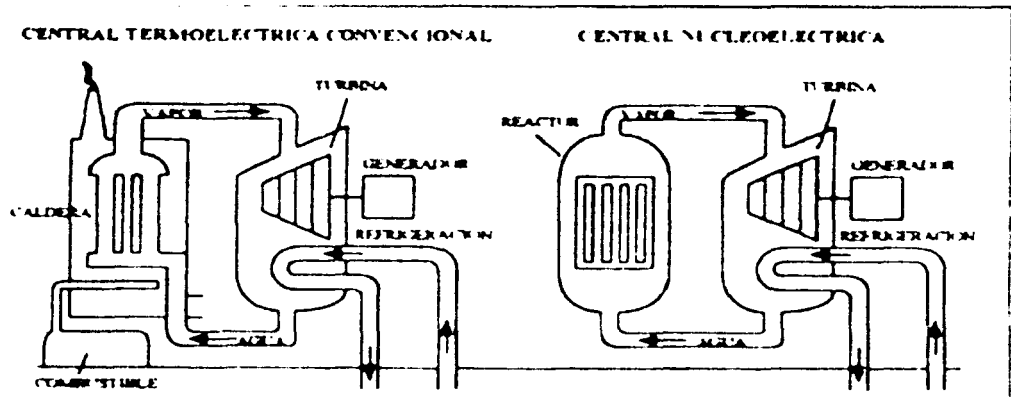 CENTRAL TERMOELECTRICA CONVENCIONAL
TURBINA
VAPOR
GENERADOR
CALDERA
REFRIGERACION
AGUA
COMBUSTIBLE
CENTRAL NUCLEOELECTRICA
TURBINA
REACTOR
VAPOR
GENERADOR
REFRIGERACION
AGUA